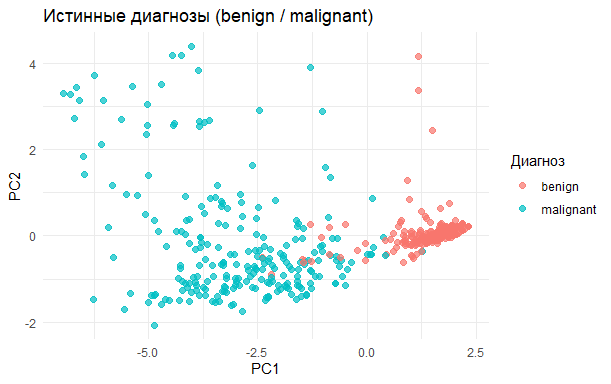 Истинные диагнозы (benign / malignant)
4
2
0
-2
PC2
-5.0
-2.5
0.0
2.5
PC1
Диагноз
benign
malignant